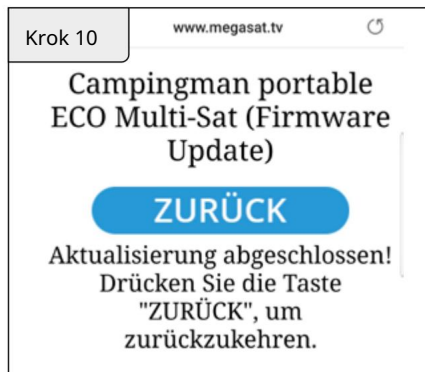 Krok 10
www.megasat.tv
Campingman portable
ECO Multi-Sat (Firmware
Update)
ZURÜCK
Aktualisierung abgeschlossen!
Drücken Sie die Taste
"ZURÜCK", um
zurückzukehren.